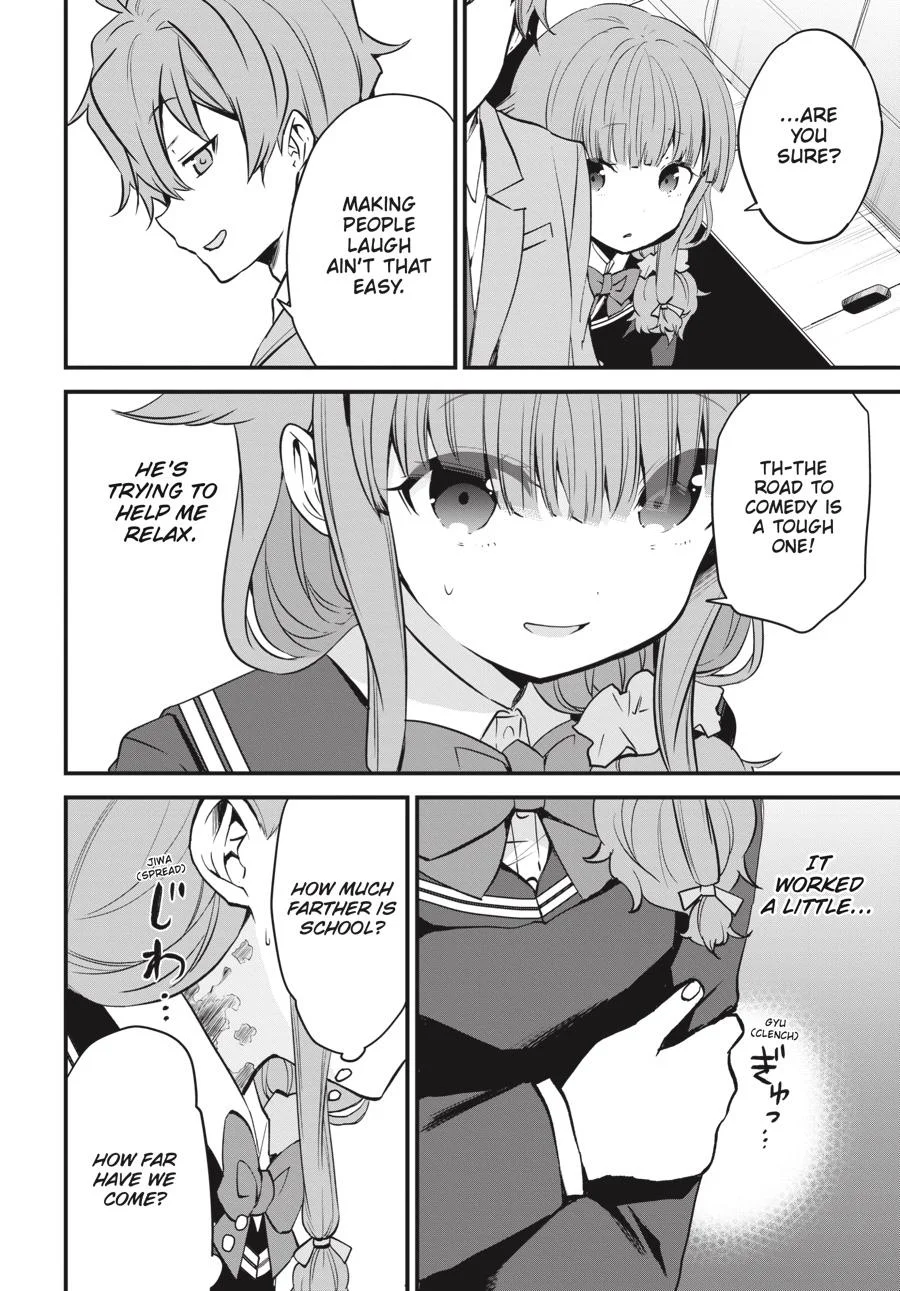 ...ARE
YOU
SURE?
MAKING
PEOPLE
LAUGH
AIN'T THAT
EASY.
TH-THE
ROAD TO
COMEDY IS
A TOUGH
ONE!
HE'S
TRYING TO
HELP ME
RELAX.
IT
WORKED
A LITTLE...
GYU
(CLENCH)
ぎゅっ…
HOW MUCH
FARTHER IS
SCHOOL?
JIWA
(SPREAD)
じわ…
HOW FAR
HAVE WE
COME?